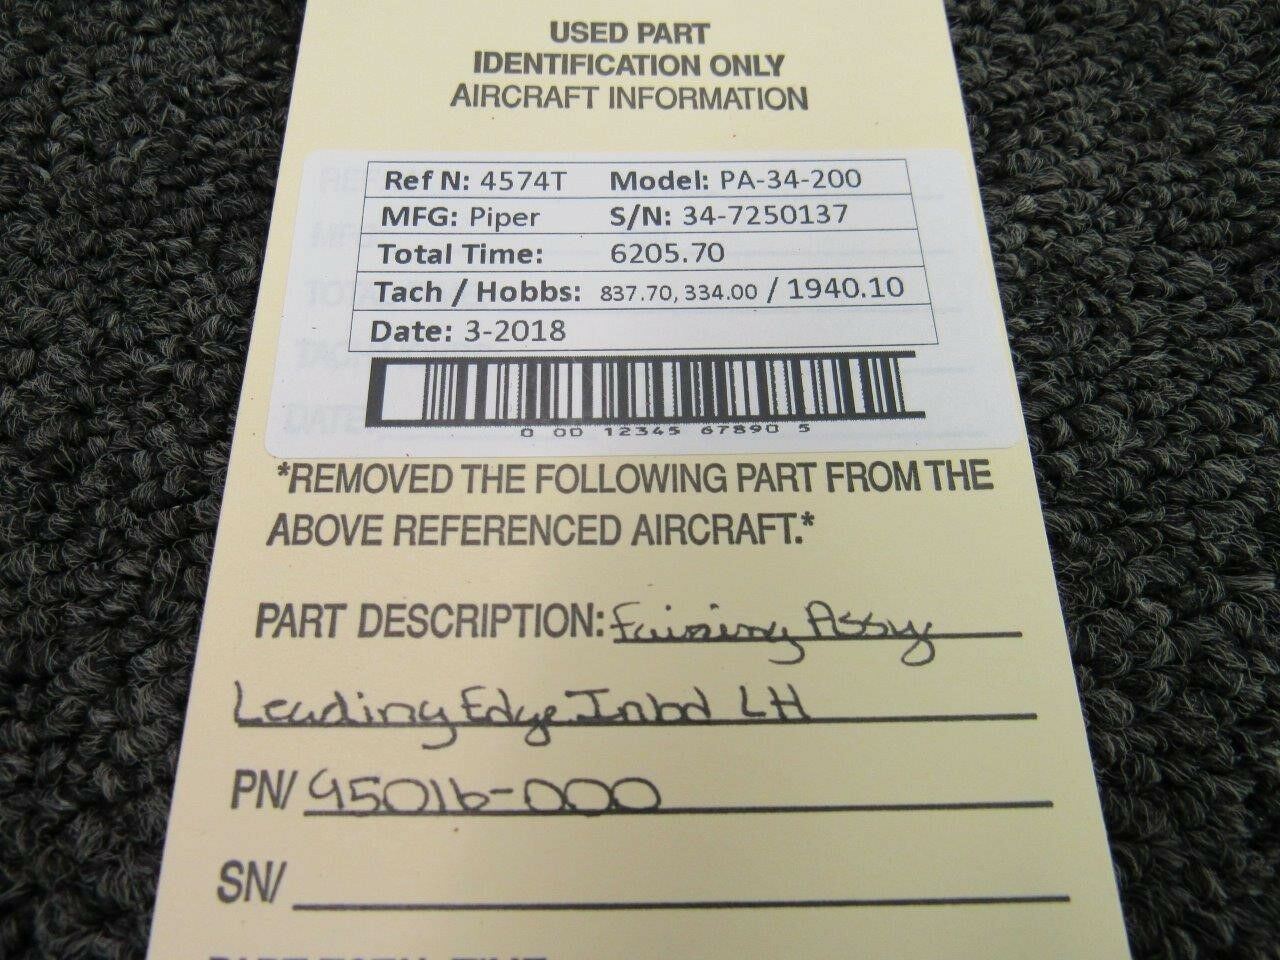 USED PART
IDENTIFICATION ONLY
AIRCRAFT INFORMATION
Ref N: 4574T Model: PA-34-200
MFG: Piper S/N: 34-7250137
Total Time: 6205.70
Tach / Hobbs: 837.70, 334.00 / 1940.10
Date: 3-2018
0 00 12345 67890 5
*REMOVED THE FOLLOWING PART FROM THE
ABOVE REFERENCED AIRCRAFT.*
PART DESCRIPTION: Fairing Assy
Leading Edge Inbd LH
PN/ 95016-000
SN/
PART TOTAL TIME